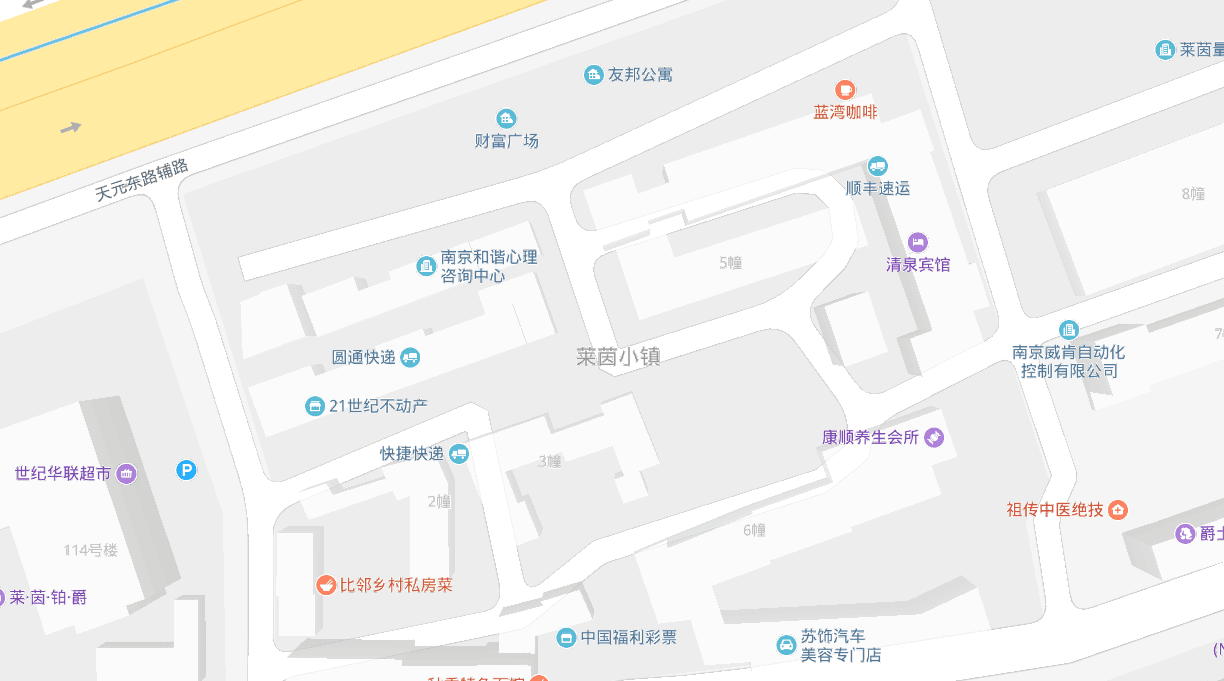 莱茵量
友邦公寓
蓝湾咖啡
财富广场
天元东路辅路
顺丰速运
8幢
南京和谐心理
咨询中心
5幢
清泉宾馆
圆通快递
莱茵小镇
南京威肯自动化
控制有限公司
21世纪不动产
康顺养生会所
快捷快递
3幢
世纪华联超市
P
2幢
祖传中医绝技
6幢
爵士
114号楼
比邻乡村私房菜
莱·茵·铂·爵
中国福利彩票
苏饰汽车
美容专门店